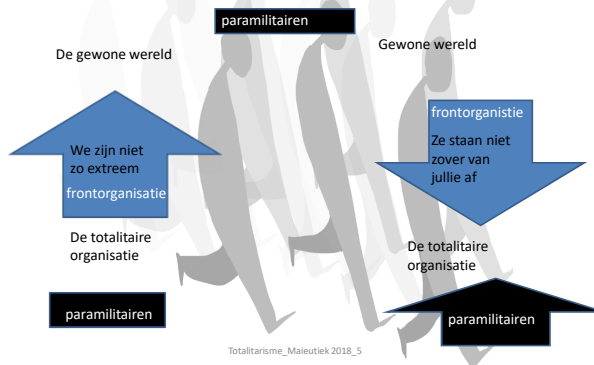 paramilitairen
De gewone wereld
We zijn niet
zo extreem
frontorganisatie
De totalitaire
organisatie
paramilitairen
Gewone wereld
frontorganistie
Ze staan niet
zover van
jullie af
De totalitaire
organisatie
paramilitairen
Totalitarisme_Maieutiek 2018_5